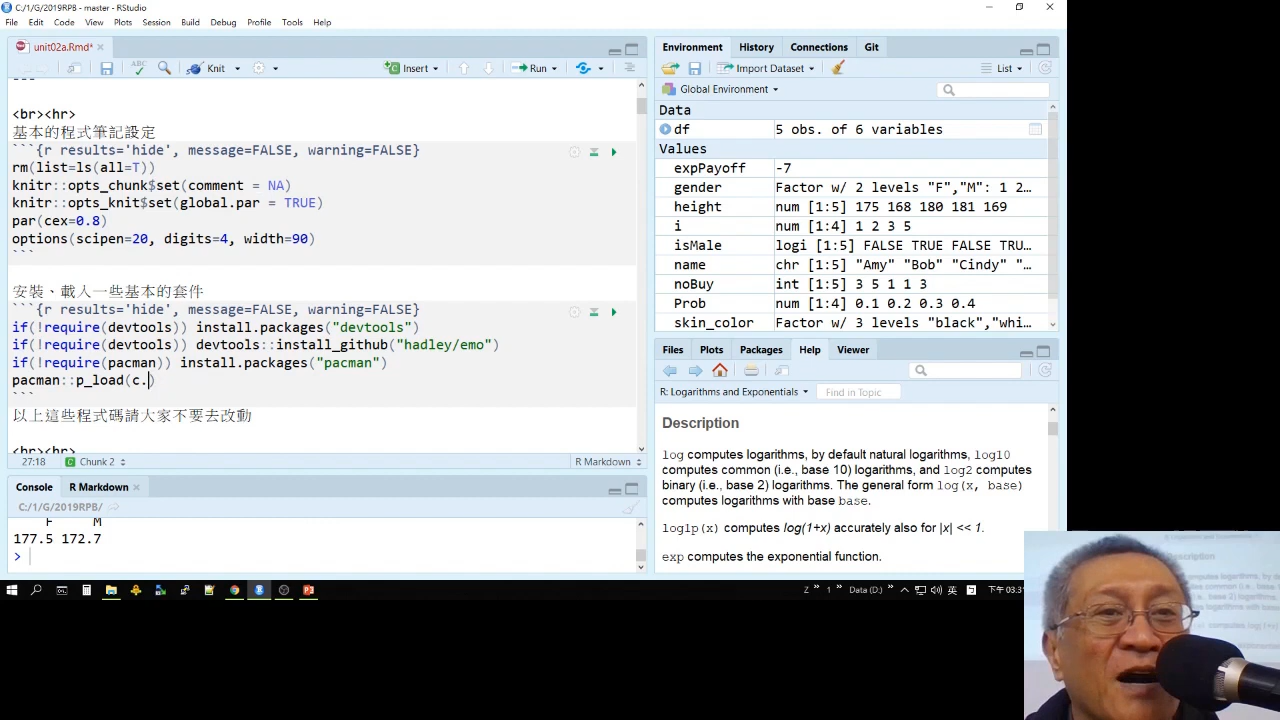 C:/1/G/2019RPB - master - RStudio
File Edit Code View Plots Session Build Debug Profile Tools Help
unit02a.Rmd*
ABC
Knit
Insert
Run
---
<br><hr>
基本的程式筆記設定
```{r results='hide', message=FALSE, warning=FALSE}
rm(list=ls(all=T))
knitr::opts_chunk$set(comment = NA)
knitr::opts_knit$set(global.par = TRUE)
par(cex=0.8)
options(scipen=20, digits=4, width=90)
```
安裝、載入一些基本的套件
```{r results='hide', message=FALSE, warning=FALSE}
if(!require(devtools)) install.packages("devtools")
if(!require(devtools)) devtools::install_github("hadley/emo")
if(!require(pacman)) install.packages("pacman")
pacman::p_load(c.)
```
以上這些程式碼請大家不要去改動
<br><hr>
27:18 Chunk 2 R Markdown
Console R Markdown
C:/1/G/2019RPB/
F M
177.5 172.7
>
Environment History Connections Git
Import Dataset List
Global Environment
Data
df 5 obs. of 6 variables
Values
expPayoff -7
gender Factor w/ 2 levels "F","M": 1 2…
height num [1:5] 175 168 180 181 169
i num [1:4] 1 2 3 5
isMale logi [1:5] FALSE TRUE FALSE TRU…
name chr [1:5] "Amy" "Bob" "Cindy" "…
noBuy int [1:5] 3 5 1 1 3
Prob num [1:4] 0.1 0.2 0.3 0.4
skin_color Factor w/ 3 levels "black","whi…
Files Plots Packages Help Viewer
R: Logarithms and Exponentials Find in Topic
Description
log computes logarithms, by default natural logarithms, log10
computes common (i.e., base 10) logarithms, and log2 computes
binary (i.e., base 2) logarithms. The general form log(x, base)
computes logarithms with base base.
log1p(x) computes log(1+x) accurately also for |x| << 1.
exp computes the exponential function.
Z » 1 » Data (D:) » 英 下午 03:3
Description